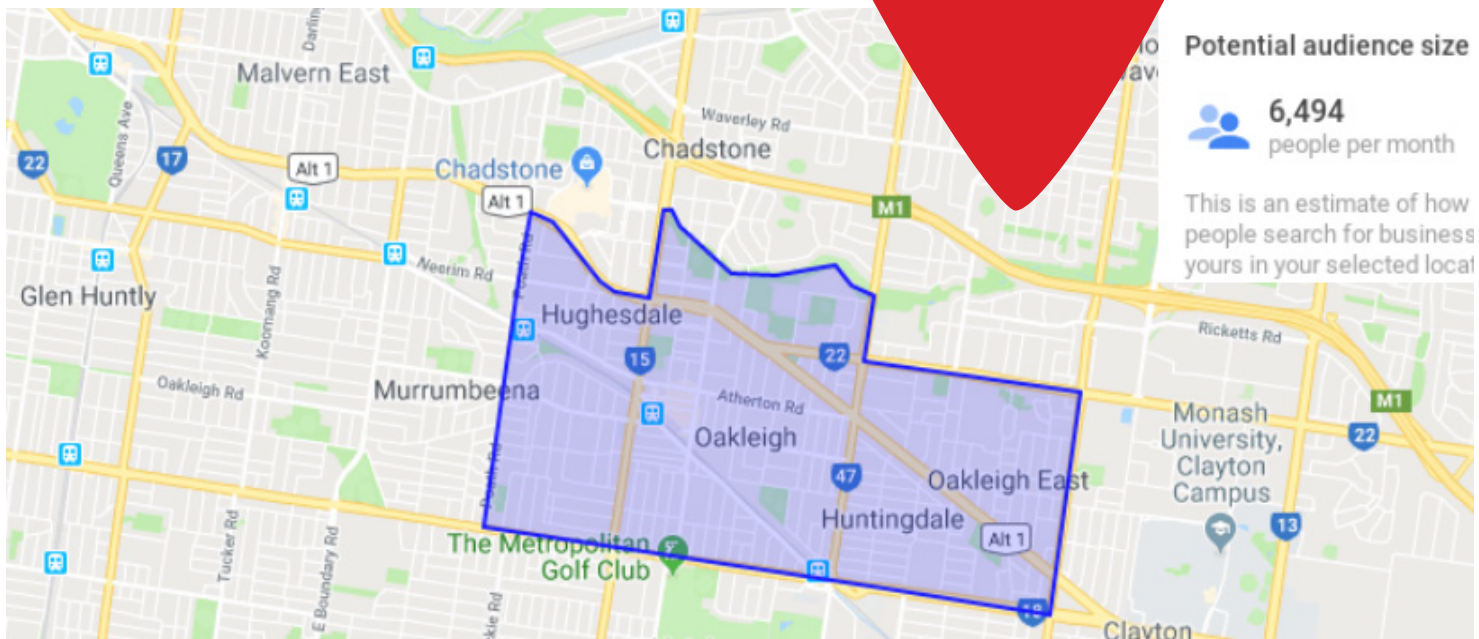 Potential audience size
6,494
people per month
This is an estimate of how
people search for business
yours in your selected locat
Malvern East
Queens Ave
Waverley Rd
Chadstone
Chadstone
22
17
Alt 1
Alt 1
M1
Neerim Rd
Glen Huntly
Koornang Rd
Hughesdale
Ricketts Rd
15
22
Oakleigh Rd
Murrumbeena
Atherton Rd
M1
Oakleigh
Monash
University,
Clayton
Campus
22
47
Oakleigh East
Huntingdale
Alt 1
13
The Metropolitan
Golf Club
Tucker Rd
E Boundary Rd
Clayton